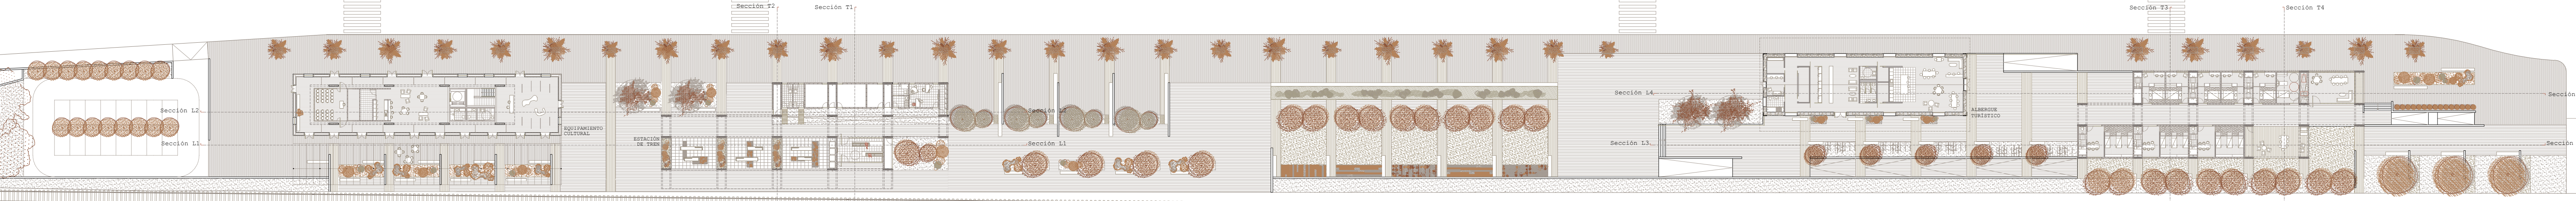 Sección T2
Sección T1
Sección T3
Sección T4
Sección L2
Sección L2
Sección L4
Sección
EQUIPAMIENTO
CULTURAL
ESTACIÓN
DE TREN
ALBERGUE
TURÍSTICO
Sección L1
Sección L1
Sección L3
Sección